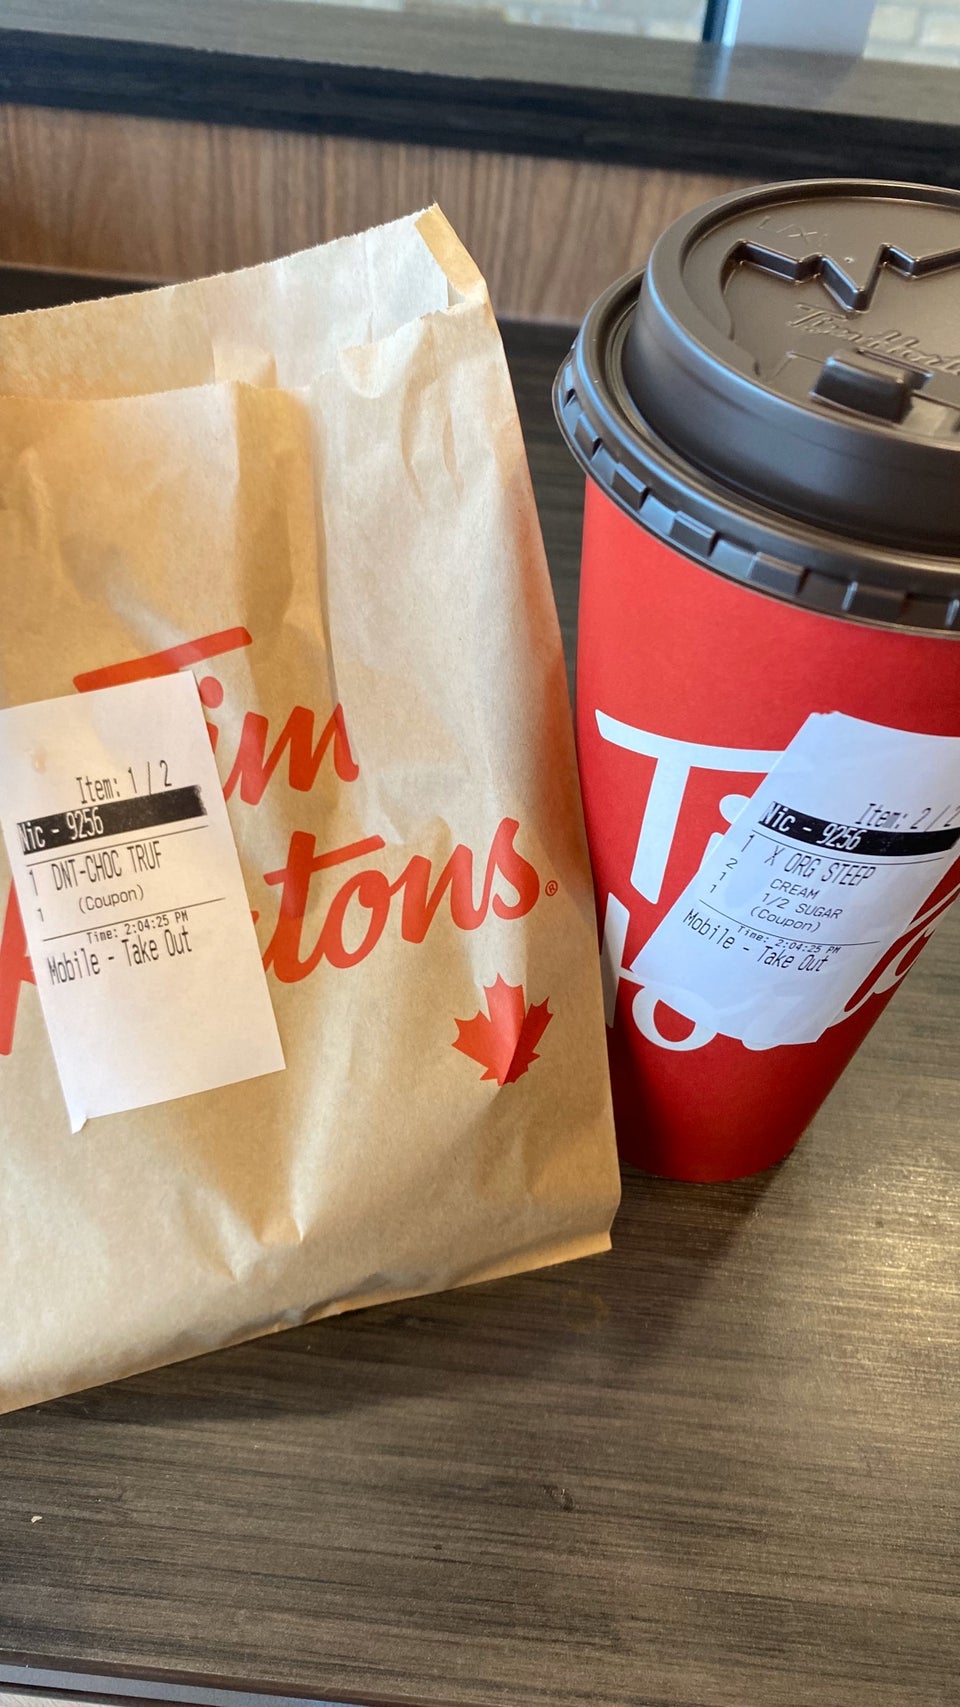 Tim Hortons
Tim
tons®
Item: 1 / 2
Nic - 9256
1 DNT-CHOC TRUF
1 (Coupon)
Time: 2:04:25 PM
Mobile - Take Out
Item: 2 / 2
Nic - 9256
1 X ORG STEEP
2 CREAM
1 1/2 SUGAR
1 (Coupon)
Time: 2:04:25 PM
Mobile - Take Out